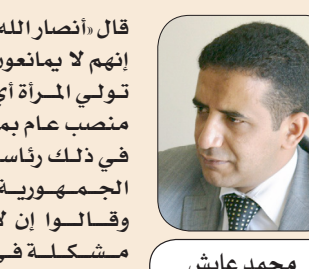 قال «أنصار الله
إنهم لا يمانعون
تولي المرأة أي
منصب عام بما
في ذلك رئاسة
الجمهورية
وقالوا إن لا
مشكلة في
محمد عايش